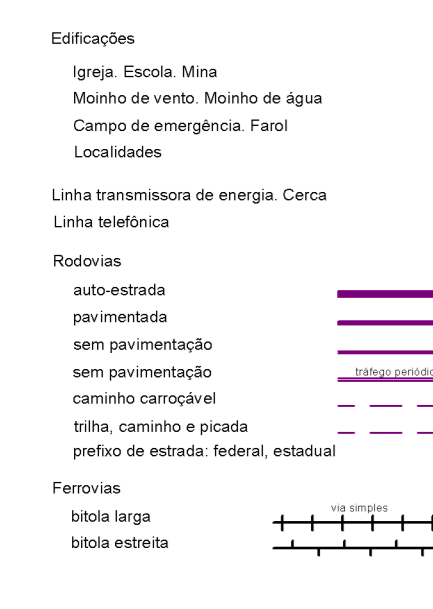 Edificações
Igreja. Escola. Mina
Moinho de vento. Moinho de água
Campo de emergência. Farol
Localidades
Linha transmissora de energia. Cerca
Linha telefônica
Rodovias
auto-estrada
pavimentada
sem pavimentação
sem pavimentação
tráfego
caminho carroçável
trilha, caminho e picada
prefixo de estrada: federal, estadual
Ferrovias
via simples
bitola larga
bitola estreita